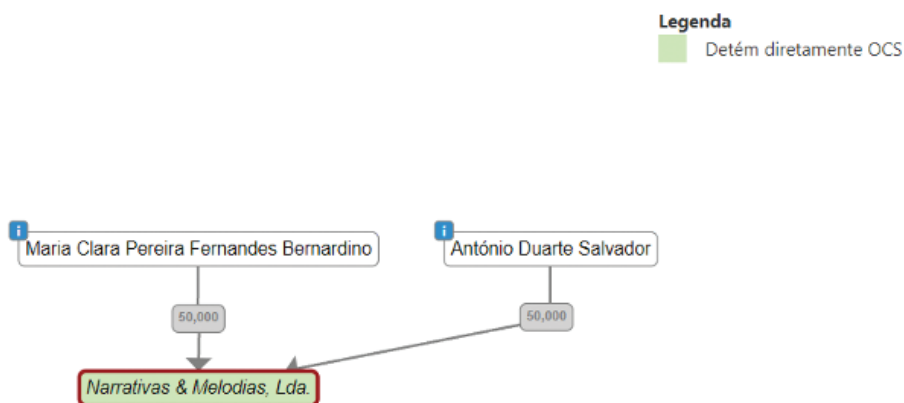 Legenda
Detém diretamente OCS
i
i
Maria Clara Pereira Fernandes Bernardino
António Duarte Salvador
50,000
50,000
Narrativas & Melodias, Lda.